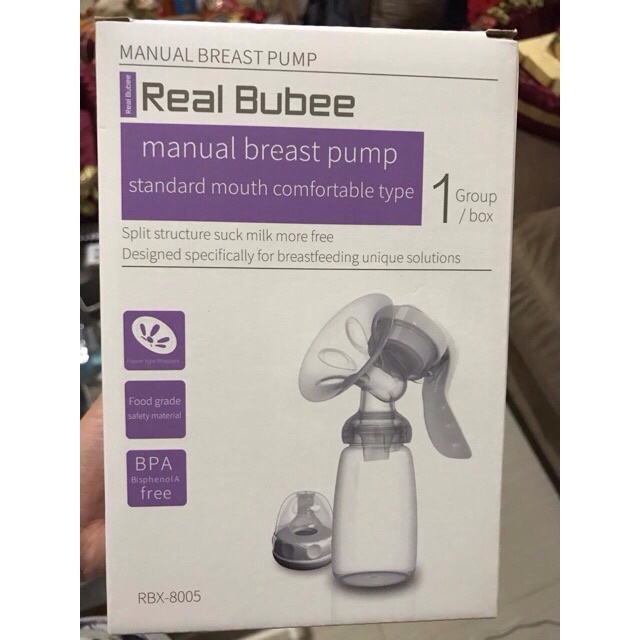 MANUAL BREAST PUMP
Real Bubee
Real Bubee
manual breast pump
standard mouth comfortable type
1 Group
/ box
Split structure suck milk more free
Designed specifically for breastfeeding unique solutions
Food grade
safety material
BPA
Bisphenol A
free
RBX-8005